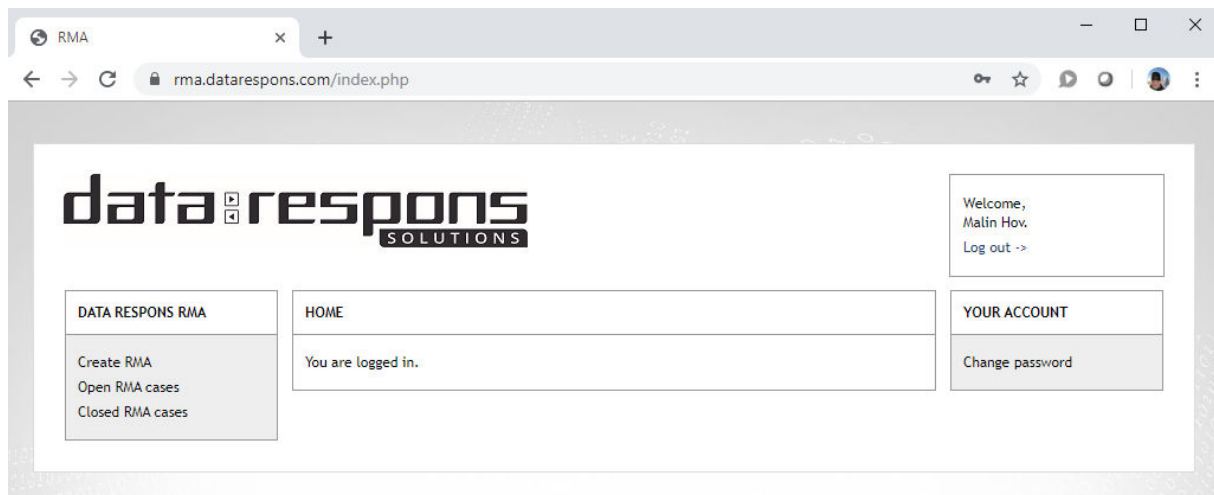 RMA
rma.datarespons.com/index.php
data respons
SOLUTIONS
Welcome,
Malin Hov.
Log out ->
DATA RESPONS RMA
Create RMA
Open RMA cases
Closed RMA cases
HOME
You are logged in.
YOUR ACCOUNT
Change password